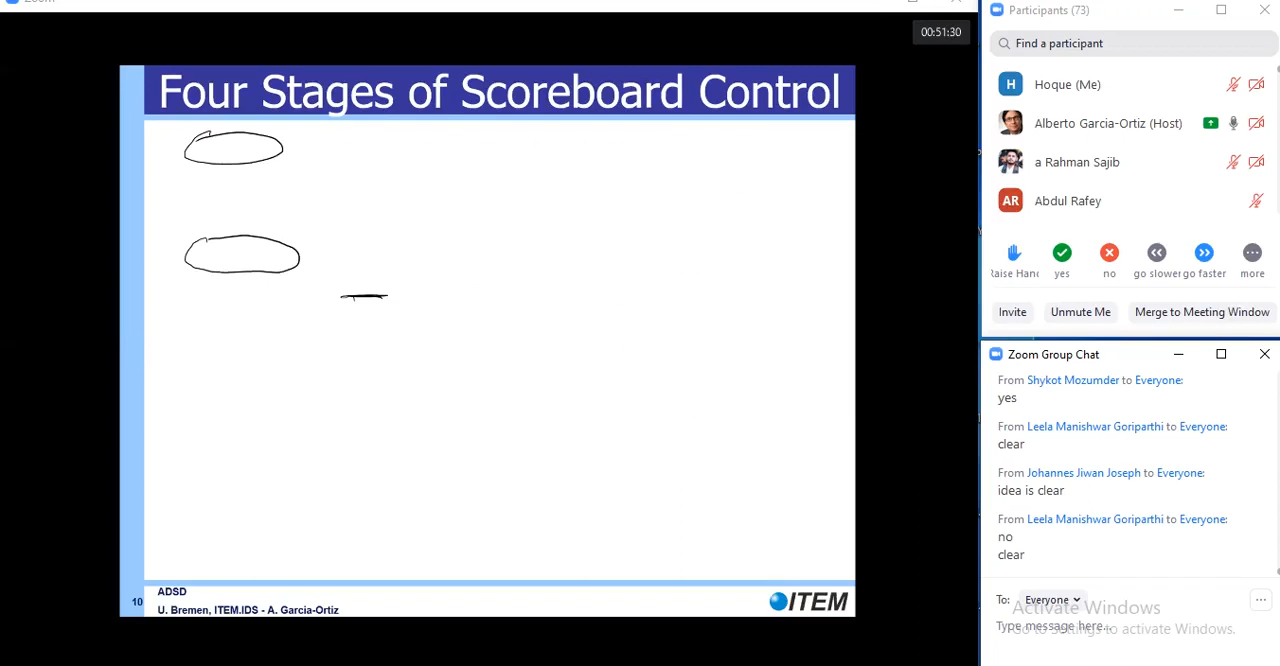 Zoom
00:51:30
Four Stages of Scoreboard Control
10
ADSD
U. Bremen, ITEM.IDS - A. Garcia-Ortiz
ITEM
Participants (73)
Find a participant
H
Hoque (Me)
Alberto Garcia-Ortiz (Host)
a Rahman Sajib
AR
Abdul Rafey
Raise Hand
yes
no
go slower
go faster
more
Invite
Unmute Me
Merge to Meeting Window
Zoom Group Chat
From Shykot Mozumder to Everyone:
yes
From Leela Manishwar Goriparthi to Everyone:
clear
From Johannes Jiwan Joseph to Everyone:
idea is clear
From Leela Manishwar Goriparthi to Everyone:
no
clear
To: Everyone
Type message here...
Activate Windows
Go to Settings to activate Windows.